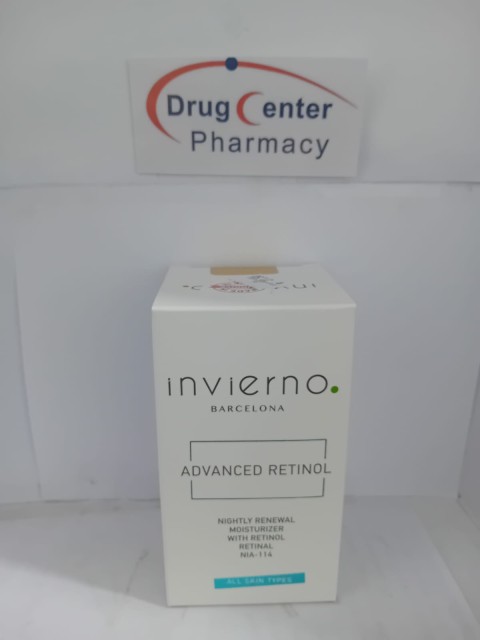 Drug Center
Pharmacy
invierno.
BARCELONA
ADVANCED RETINOL
NIGHTLY RENEWAL
MOISTURIZER
WITH RETINOL
RETINAL
NIA-114
ALL SKIN TYPES